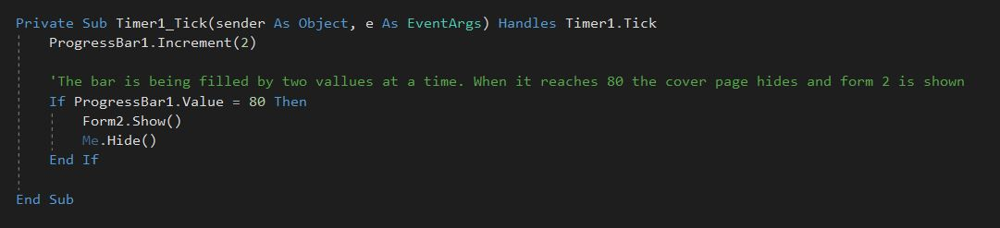 Private Sub Timer1_Tick(sender As Object, e As EventArgs) Handles Timer1.Tick
ProgressBar1.Increment(2)
'The bar is being filled by two vallues at a time. When it reaches 80 the cover page hides and form 2 is shown
If ProgressBar1.Value = 80 Then
Form2.Show()
Me.Hide()
End If
End Sub